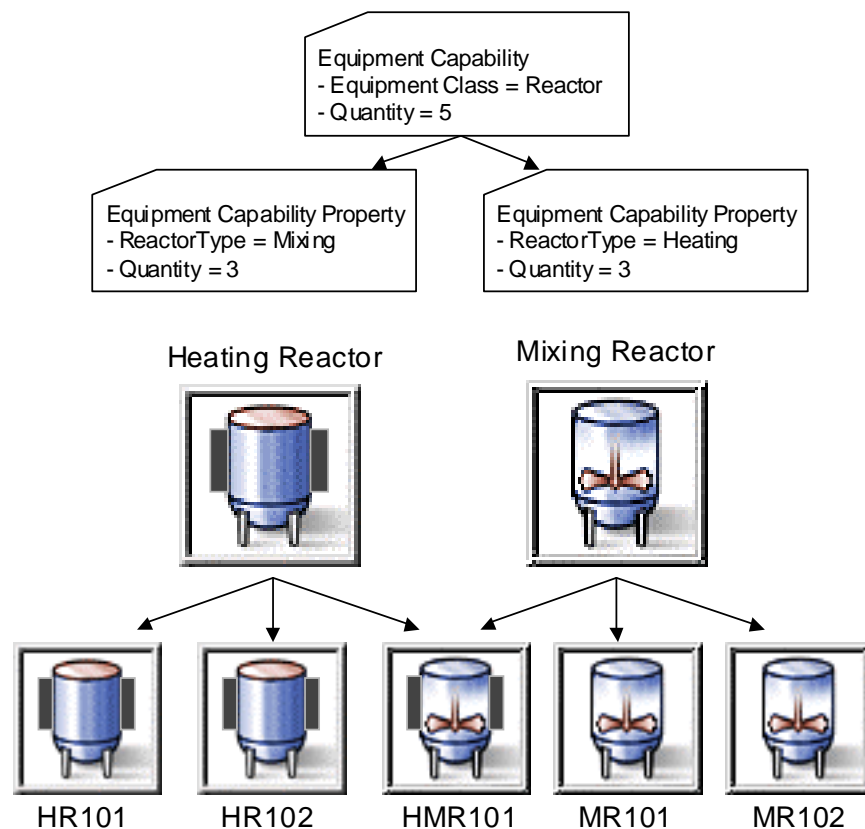 Equipment Capability
- Equipment Class = Reactor
- Quantity = 5
Equipment Capability Property
- ReactorType = Mixing
- Quantity = 3
Equipment Capability Property
- ReactorType = Heating
- Quantity = 3
Heating Reactor
Mixing Reactor
HR101
HR102
HMR101
MR101
MR102